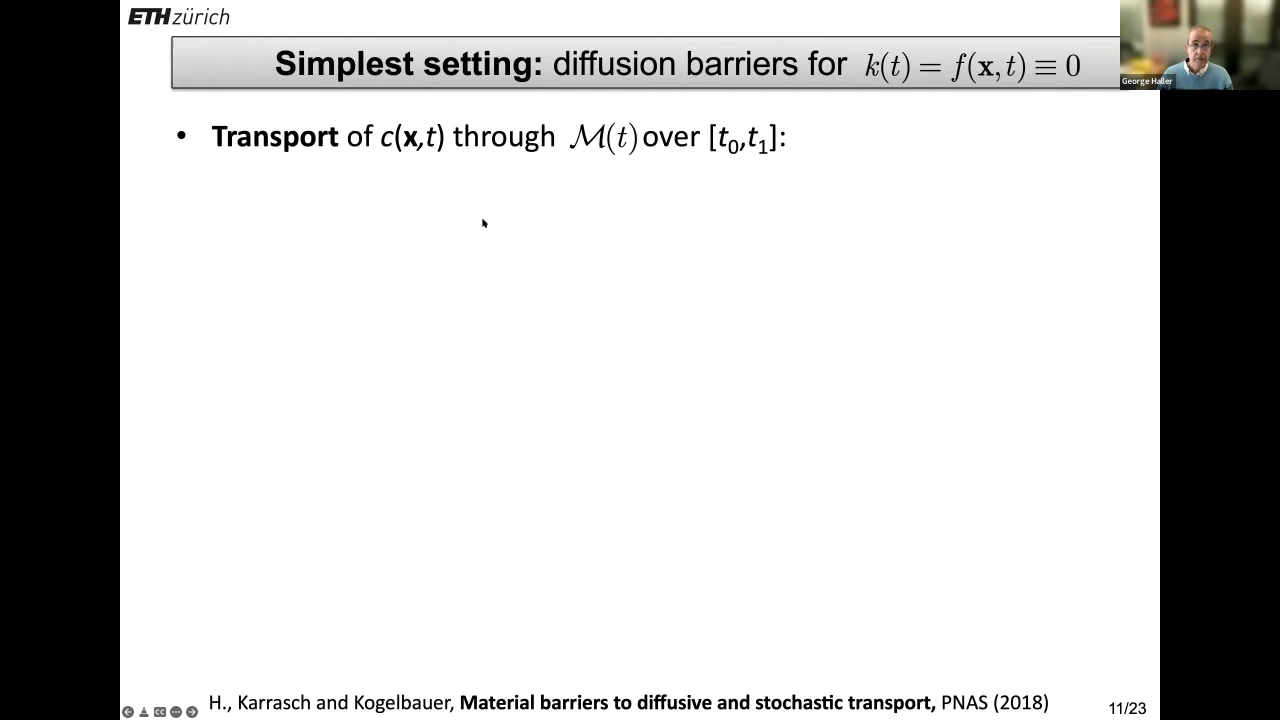 ETH zürich
Simplest setting: diffusion barriers for k(t) = f(x,t) ≡ 0
George Haller
• Transport of c(x,t) through ℳ(t) over [t₀,t₁]:
H., Karrasch and Kogelbauer, Material barriers to diffusive and stochastic transport, PNAS (2018)
11/23